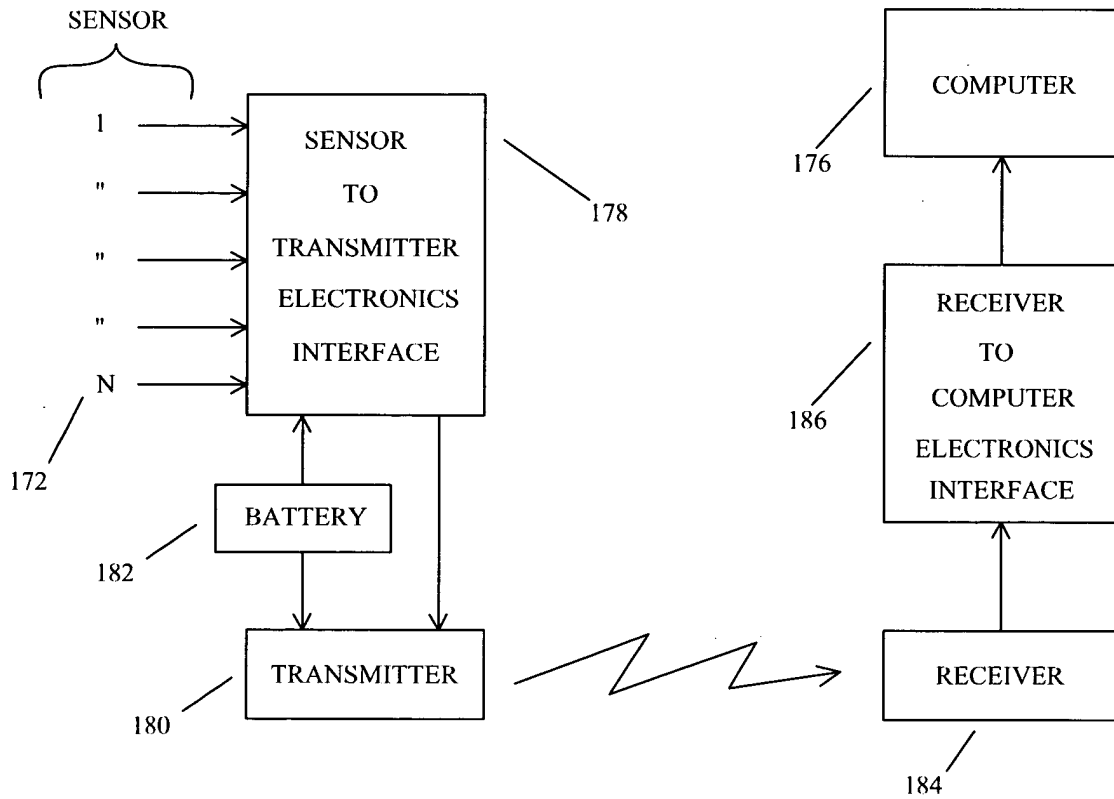 SENSOR
1
"
"
"
N
172
SENSOR
TO
TRANSMITTER
ELECTRONICS
INTERFACE
178
BATTERY
182
TRANSMITTER
180
COMPUTER
176
RECEIVER
TO
COMPUTER
ELECTRONICS
INTERFACE
186
RECEIVER
184